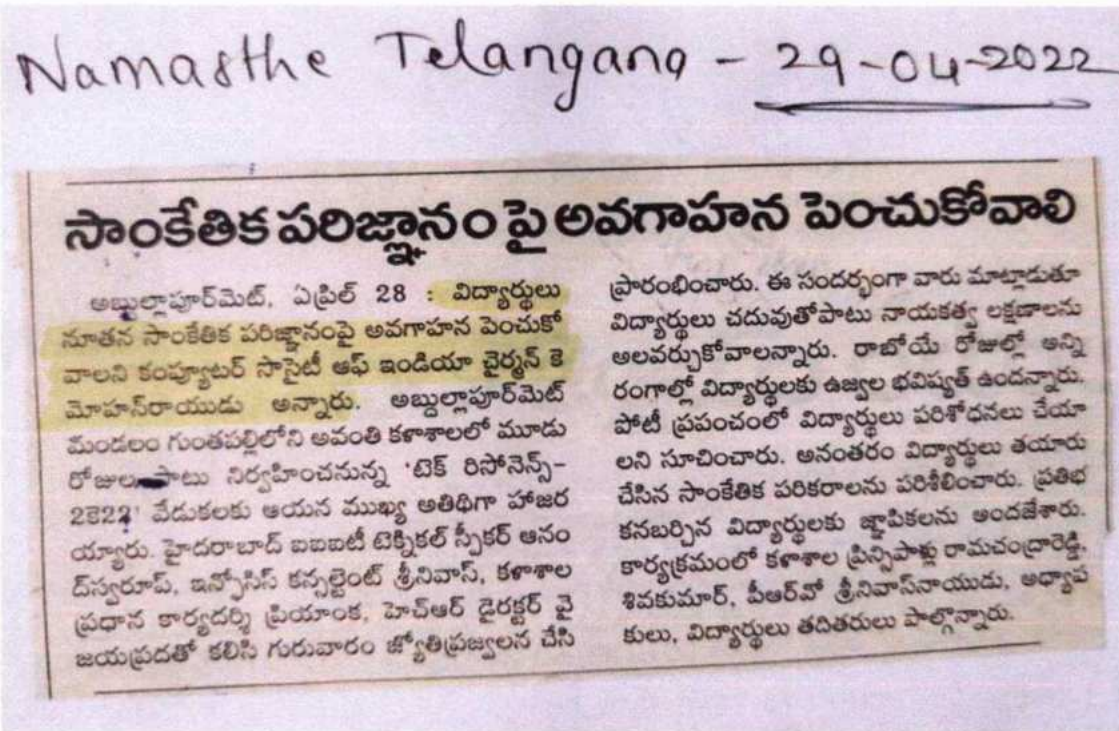 Namasthe Telangana - 29-04-2022
సాంకేతిక పరిజ్ఞానం పై అవగాహన పెంచుకోవాలి
అబ్దుల్లాపూర్‌మెట్, ఏప్రిల్ 28 : విద్యార్థులు
నూతన సాంకేతిక పరిజ్ఞానంపై అవగాహన పెంచుకో
వాలని కంప్యూటర్ సొసైటీ ఆఫ్ ఇండియా చైర్మన్ కె
మోహన్‌రాయుడు అన్నారు. అబ్దుల్లాపూర్‌మెట్
మండలం గుంతపల్లిలోని అవంతి కళాశాలలో మూడు
రోజుల పాటు నిర్వహించనున్న 'టెక్ రిసోనెన్స్-
2కె22' వేడుకలకు ఆయన ముఖ్య అతిథిగా హాజర
య్యారు. హైదరాబాద్ ఐఐఐటీ టెక్నికల్ స్పీకర్ ఆనం
ద్‌స్వరూప్, ఇన్ఫోసిస్ కన్సల్టెంట్ శ్రీనివాస్, కళాశాల
ప్రధాన కార్యదర్శి ప్రియాంక, హెచ్ఆర్ డైరక్టర్ వై
జయప్రదతో కలిసి గురువారం జ్యోతిప్రజ్వలన చేసి
ప్రారంభించారు. ఈ సందర్భంగా వారు మాట్లాడుతూ
విద్యార్థులు చదువుతోపాటు నాయకత్వ లక్షణాలను
అలవర్చుకోవాలన్నారు. రాబోయే రోజుల్లో అన్ని
రంగాల్లో విద్యార్థులకు ఉజ్వల భవిష్యత్ ఉందన్నారు.
పోటీ ప్రపంచంలో విద్యార్థులు పరిశోధనలు చేయా
లని సూచించారు. అనంతరం విద్యార్థులు తయారు
చేసిన సాంకేతిక పరికరాలను పరిశీలించారు. ప్రతిభ
కనబర్చిన విద్యార్థులకు జ్ఞాపికలను అందజేశారు.
కార్యక్రమంలో కళాశాల ప్రిన్సిపాళ్లు రామచంద్రారెడ్డి,
శివకుమార్, పీఆర్‌వో శ్రీనివాస్‌నాయుడు, అధ్యాప
కులు, విద్యార్థులు తదితరులు పాల్గొన్నారు.